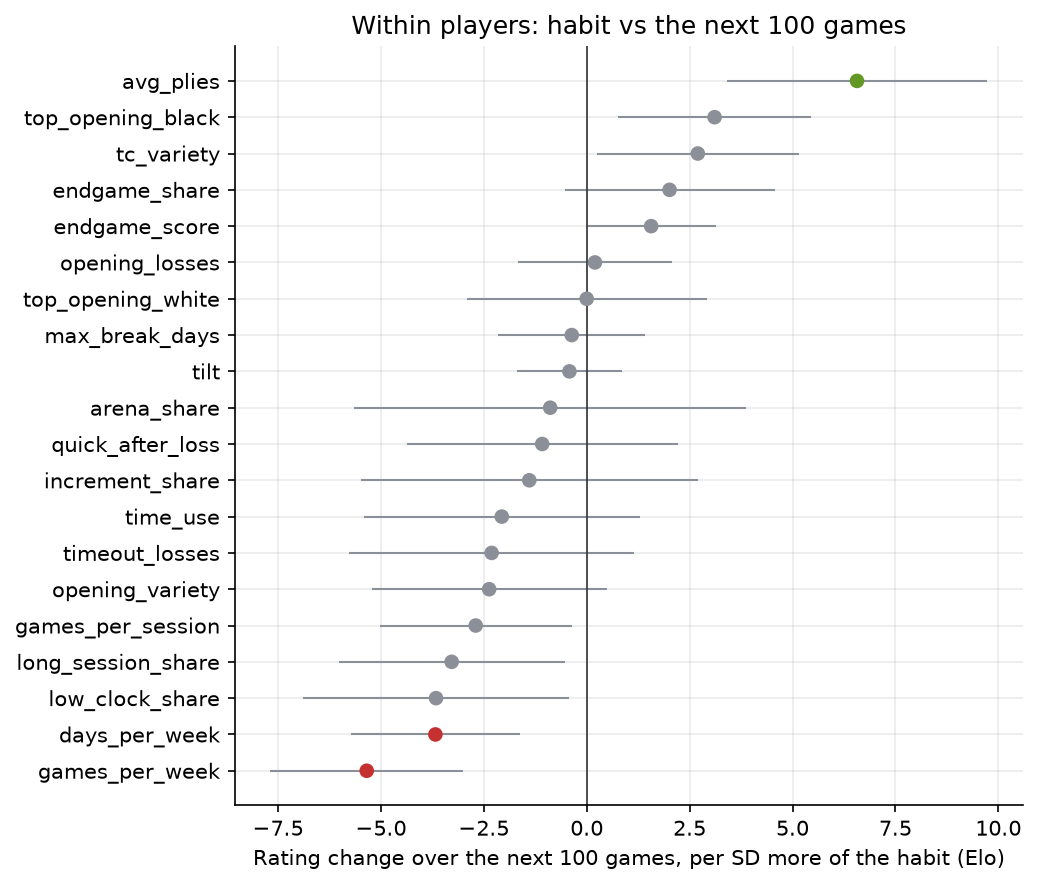 Within players: habit vs the next 100 games
avg_plies
top_opening_black
tc_variety
endgame_share
endgame_score
opening_losses
top_opening_white
max_break_days
tilt
arena_share
quick_after_loss
increment_share
time_use
timeout_losses
opening_variety
games_per_session
long_session_share
low_clock_share
days_per_week
games_per_week
−7.5 −5.0 −2.5 0.0 2.5 5.0 7.5 10.0
Rating change over the next 100 games, per SD more of the habit (Elo)